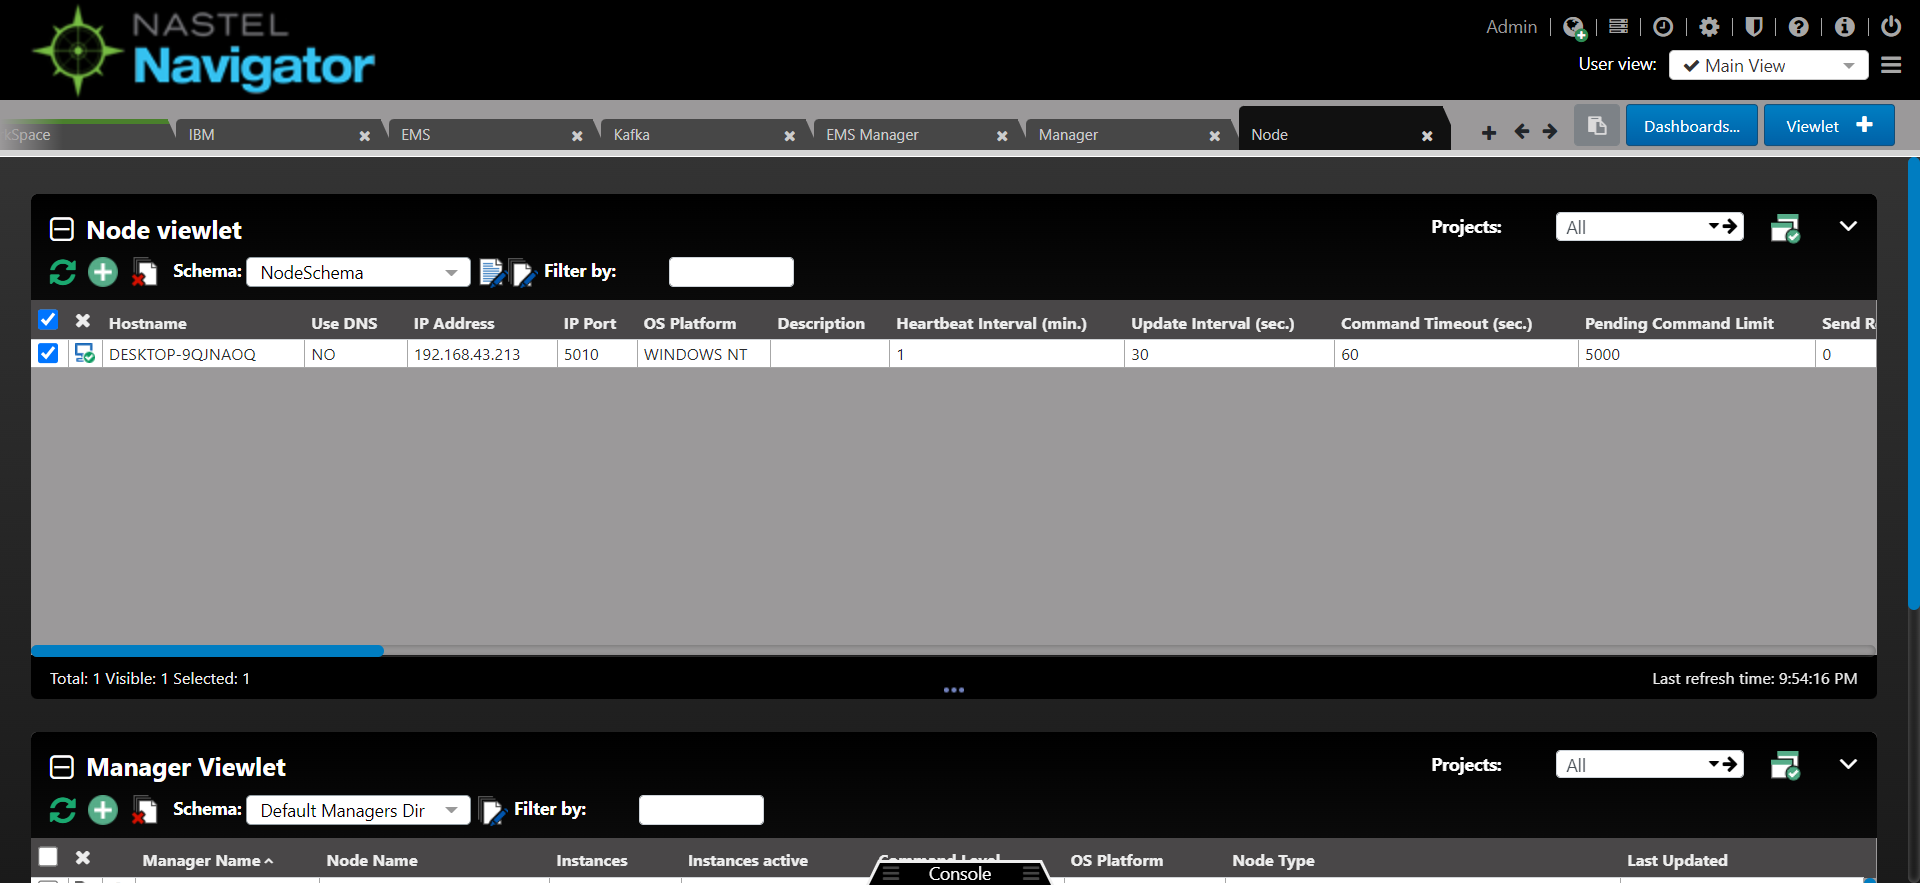 NASTEL
Navigator
Admin
User view: Main View
kSpace IBM EMS Kafka EMS Manager Manager Node Dashboards... Viewlet
Node viewlet Projects: All
Schema: NodeSchema Filter by:
Hostname Use DNS IP Address IP Port OS Platform Description Heartbeat Interval (min.) Update Interval (sec.) Command Timeout (sec.) Pending Command Limit Send R
DESKTOP-9QJNAOQ NO 192.168.43.213 5010 WINDOWS NT 1 30 60 5000 0
Total: 1 Visible: 1 Selected: 1 Last refresh time: 9:54:16 PM
Manager Viewlet Projects: All
Schema: Default Managers Dir Filter by:
Manager Name Node Name Instances Instances active Command Level OS Platform Node Type Last Updated
Console